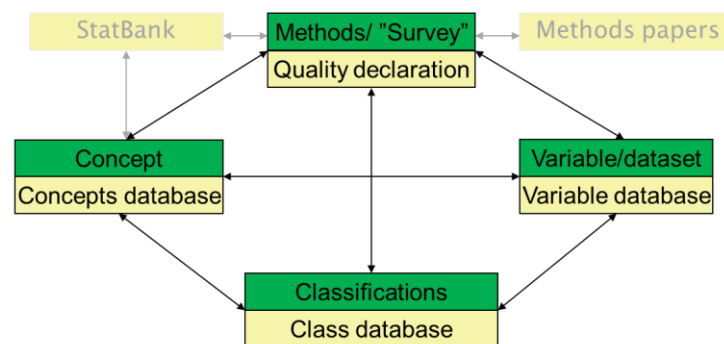 StatBank
Methods/ ”Survey”
Methods papers
Quality declaration
Concept
Variable/dataset
Concepts database
Variable database
Classifications
Class database